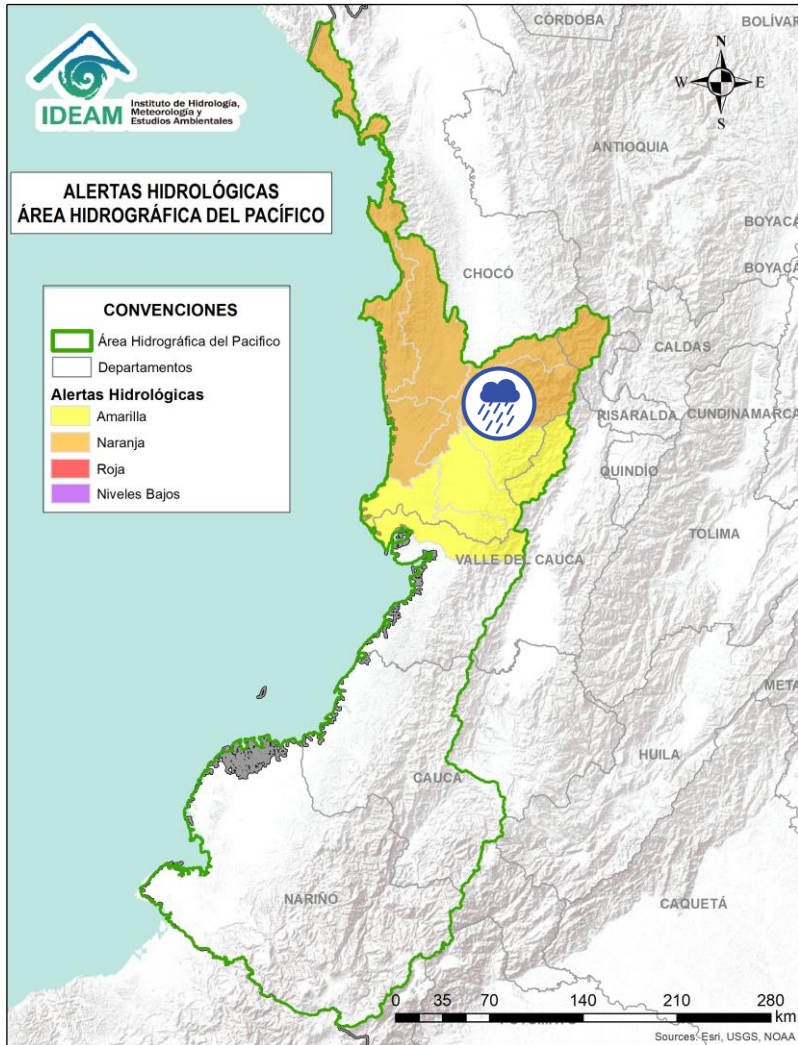 CÓRDOBA
BOLÍVAR
N
W
E
S
IDEAM
Instituto de Hidrología,
Meteorología y
Estudios Ambientales
ANTIOQUIA
ALERTAS HIDROLÓGICAS
ÁREA HIDROGRÁFICA DEL PACÍFICO
BOYACÁ
BOYACÁ
CHOCÓ
CONVENCIONES
Área Hidrográfica del Pacifico
Departamentos
Alertas Hidrológicas
Amarilla
Naranja
Roja
Niveles Bajos
CALDAS
RISARALDA
CUNDINAMARCA
QUINDÍO
TOLIMA
VALLE DEL CAUCA
META
HUILA
CAUCA
NARIÑO
CAQUETÁ
0 35 70 140 210 280
km
Sources: Esri, USGS, NOAA